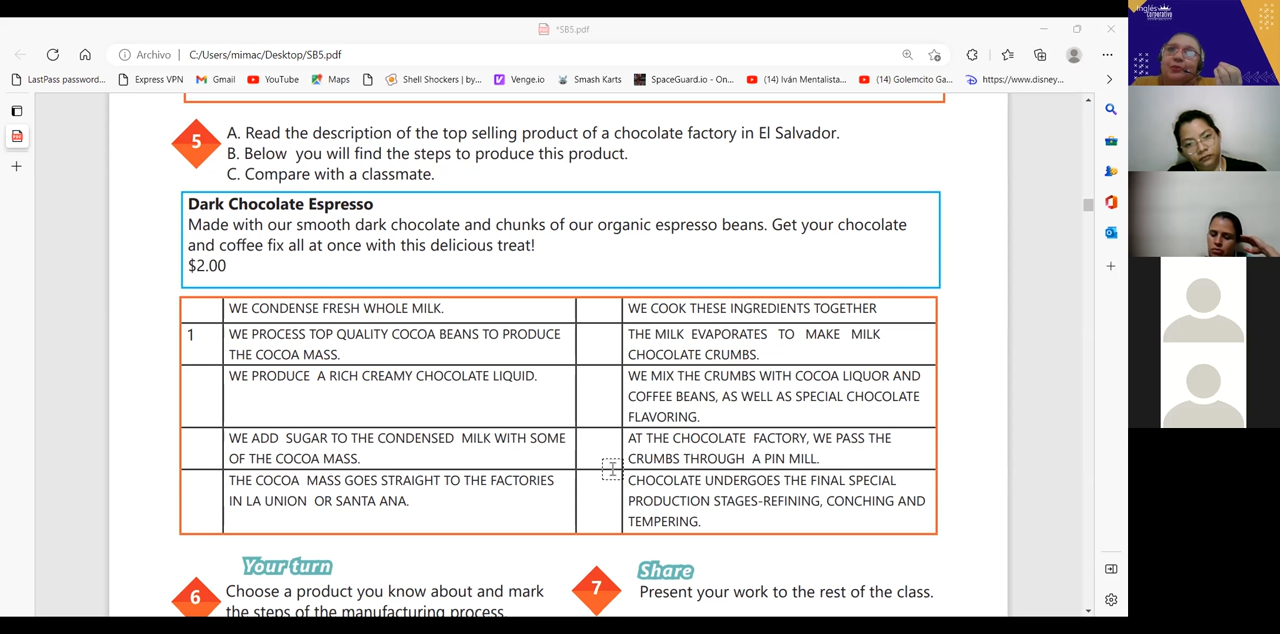 *SB5.pdf
Archivo
C:/Users/mimac/Desktop/SB5.pdf
LastPass password...
Express VPN
Gmail
YouTube
Maps
Shell Shockers | by...
Venge.io
Smash Karts
SpaceGuard.io - On...
(14) Iván Mentalista...
(14) Golemcito Ga...
https://www.disney...
Inglés
Corporativo
5
A. Read the description of the top selling product of a chocolate factory in El Salvador.
B. Below you will find the steps to produce this product.
C. Compare with a classmate.
Dark Chocolate Espresso
Made with our smooth dark chocolate and chunks of our organic espresso beans. Get your chocolate
and coffee fix all at once with this delicious treat!
$2.00
WE CONDENSE FRESH WHOLE MILK.
WE COOK THESE INGREDIENTS TOGETHER
1
WE PROCESS TOP QUALITY COCOA BEANS TO PRODUCE
THE COCOA MASS.
THE MILK EVAPORATES TO MAKE MILK
CHOCOLATE CRUMBS.
WE PRODUCE A RICH CREAMY CHOCOLATE LIQUID.
WE MIX THE CRUMBS WITH COCOA LIQUOR AND
COFFEE BEANS, AS WELL AS SPECIAL CHOCOLATE
FLAVORING.
WE ADD SUGAR TO THE CONDENSED MILK WITH SOME
OF THE COCOA MASS.
AT THE CHOCOLATE FACTORY, WE PASS THE
CRUMBS THROUGH A PIN MILL.
THE COCOA MASS GOES STRAIGHT TO THE FACTORIES
IN LA UNION OR SANTA ANA.
CHOCOLATE UNDERGOES THE FINAL SPECIAL
PRODUCTION STAGES-REFINING, CONCHING AND
TEMPERING.
Your turn
6
Choose a product you know about and mark
the steps of the manufacturing process.
Share
7
Present your work to the rest of the class.